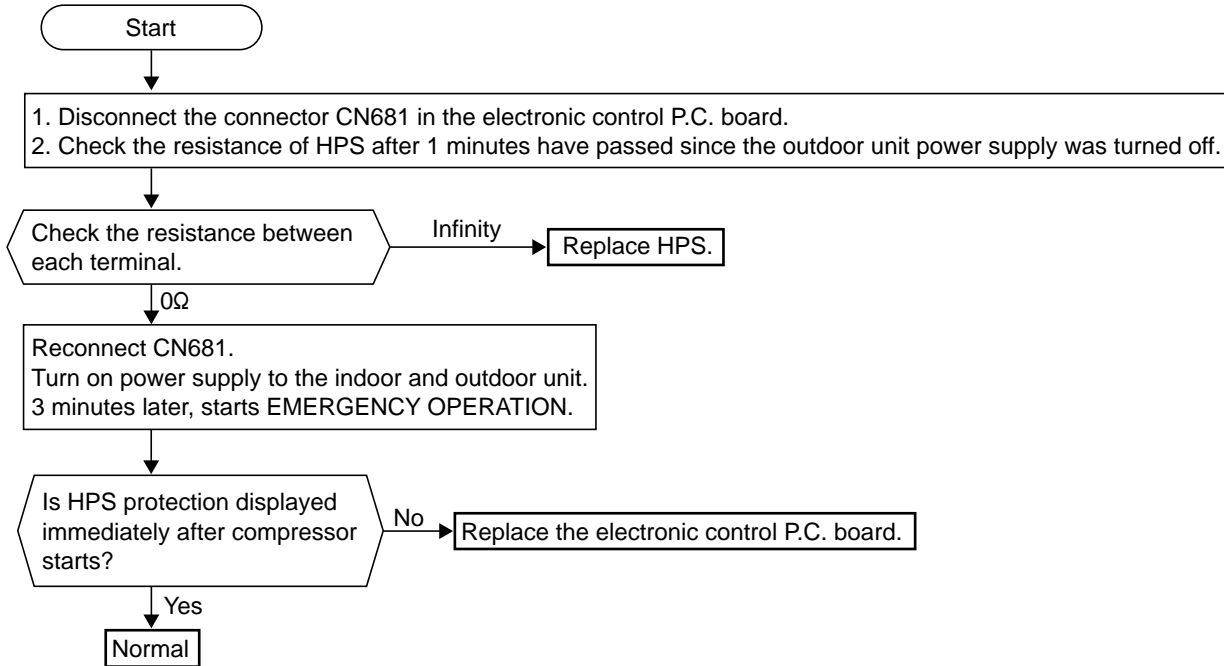 Start
1. Disconnect the connector CN681 in the electronic control P.C. board.
2. Check the resistance of HPS after 1 minutes have passed since the outdoor unit power supply was turned off.
Check the resistance between
each terminal.
Infinity
Replace HPS.
0Ω
Reconnect CN681.
Turn on power supply to the indoor and outdoor unit.
3 minutes later, starts EMERGENCY OPERATION.
Is HPS protection displayed
immediately after compressor
starts?
No
Replace the electronic control P.C. board.
Yes
Normal